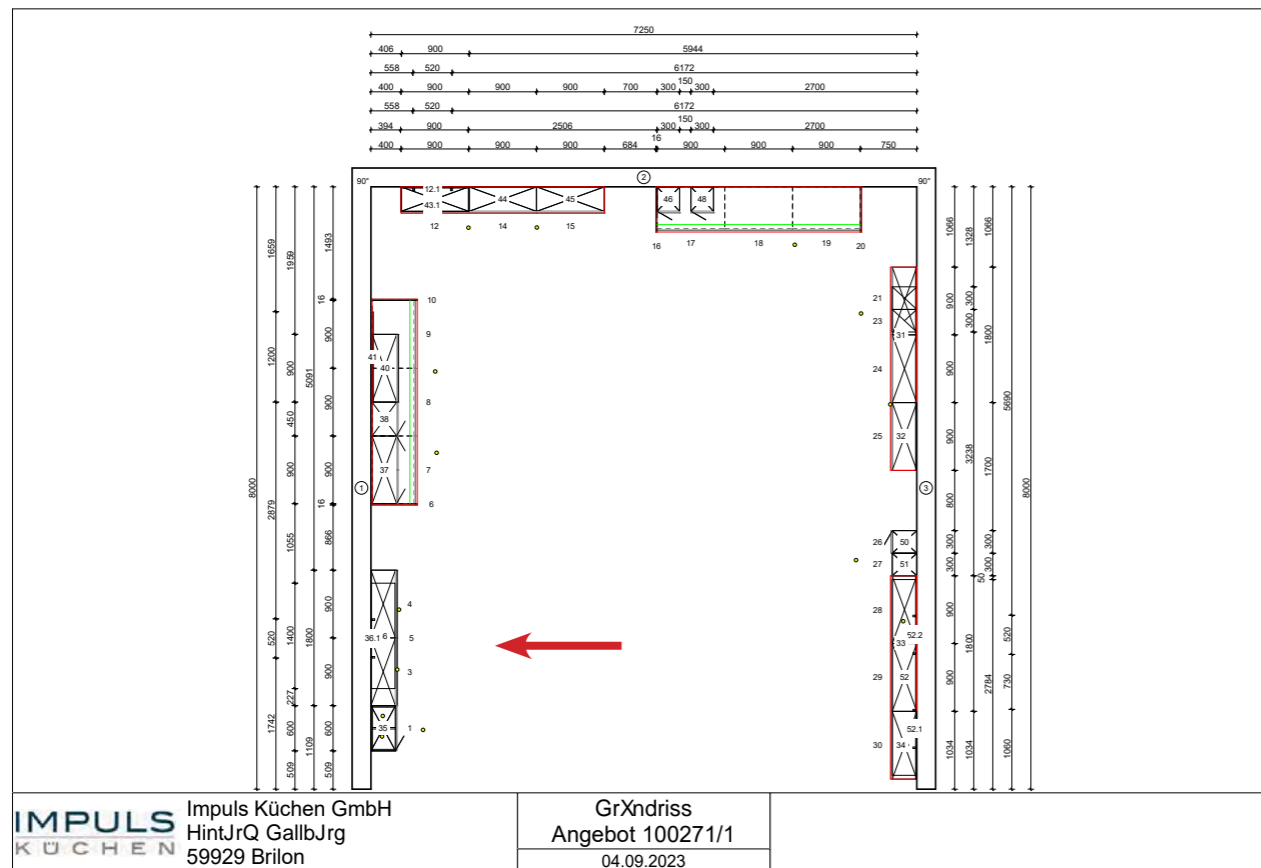 7250
406 900 5944
558 520 6172
150
400 900 900 900 700 300 300 2700
558 520 6172
150
394 900 2506 300 300 2700
16
400 900 900 900 684 900 900 900 750
90° 2 90°
12.1
43.1 44 45 46 48
12 14 15 16 17 18 19 20
8000
1659 1200 2879 520 1742
1959 900 450 900 1055 1400 227 600 509
5091 1800 1109
1493 16 900 900 900 16 866 900 900 600 509
1
10
9
41 40
8
38
37 7
6
4
36.1 6 5
3
35 1
21
23
31
24
25 32
3
26 50
27 51
28
52.2
33
29 52
52.1
30 34
1066 900 900 900 800 300 300 900 900 1034
1328 300 300 3238 1800 1034
1066 1800 1700 300 300 50 2784
5690 520 730 1060
8000
IMPULS
KÜCHEN
Impuls Küchen GmbH
HintJrQ GallbJrg
59929 Brilon
GrXndriss
Angebot 100271/1
04.09.2023